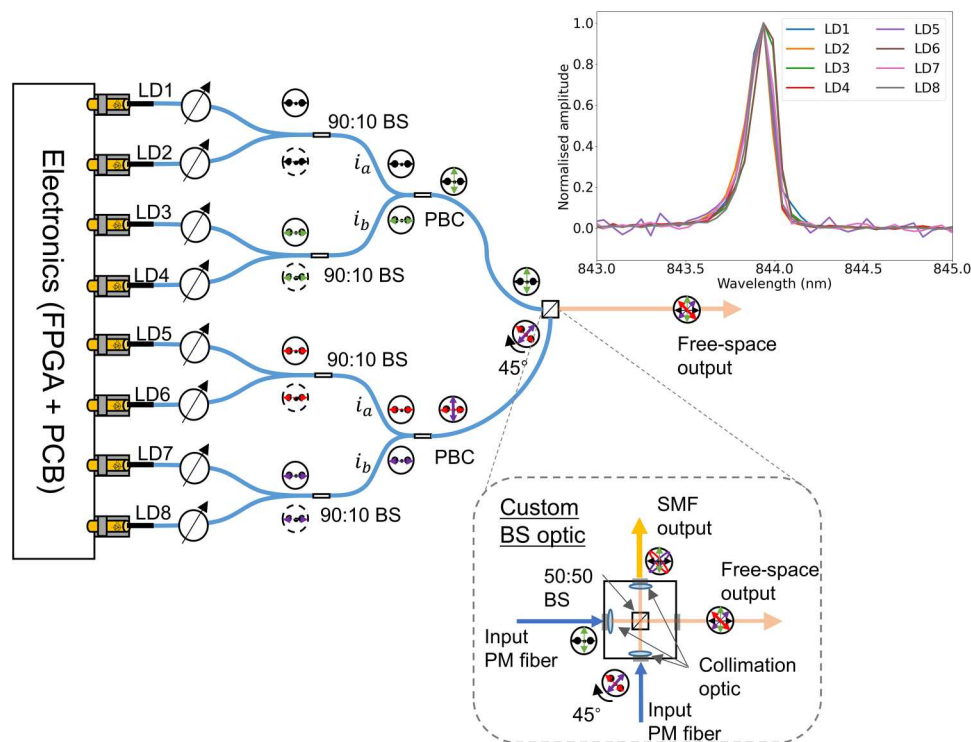 Electronics (FPGA + PCB)
LD1
LD2
LD3
LD4
LD5
LD6
LD7
LD8
90:10 BS
i_a
i_b
PBC
90:10 BS
90:10 BS
i_a
i_b
PBC
90:10 BS
45°
Free-space
output
Normalised amplitude
1.0
0.8
0.6
0.4
0.2
0.0
LD1
LD2
LD3
LD4
LD5
LD6
LD7
LD8
843.0
843.5
844.0
844.5
845.0
Wavelength (nm)
Custom
BS optic
SMF
output
50:50
BS
Free-space
output
Input
PM fiber
Collimation
optic
45°
Input
PM fiber